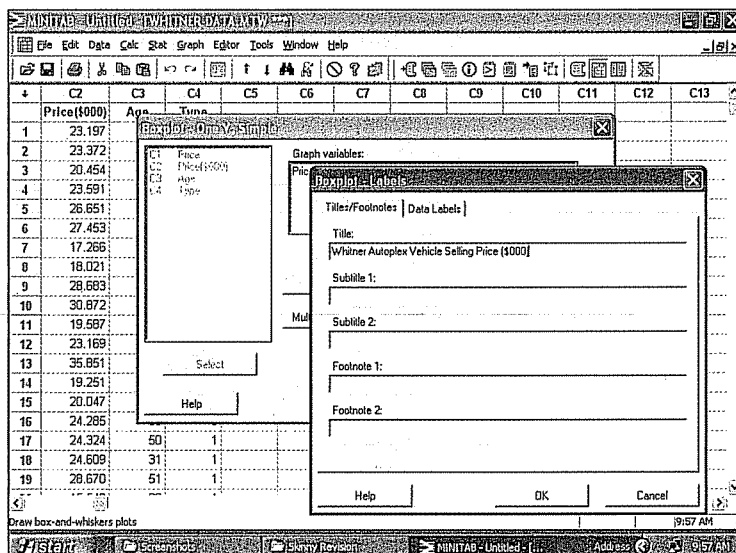 MINITAB - Untitled - [WHITNER-DATA.MTW ***]
File Edit Data Calc Stat Graph Editor Tools Window Help
C2 C3 C4 C5 C6 C7 C8 C9 C10 C11 C12 C13
Price($000) Age Type
1 23.197
2 23.372
3 20.454
4 23.591
5 26.651
6 27.453
7 17.266
8 18.021
9 28.683
10 30.872
11 19.587
12 23.169
13 35.851
14 19.251
15 20.047
16 24.285
17 24.324 50 1
18 24.609 31 1
19 28.670 51 1
Boxplot - One Y, Simple
C1 Price
C2 Price($000)
C3 Age
C4 Type
Graph variables:
Select
Help
Boxplot - Labels
Titles/Footnotes Data Labels
Title:
Whitner Autoplex Vehicle Selling Price ($000)
Subtitle 1:
Subtitle 2:
Footnote 1:
Footnote 2:
Help OK Cancel
Draw box-and-whiskers plots
9:57 AM
start Screenshots Skinny Revision MINITAB - Untitled - [ Address 9:57 AM